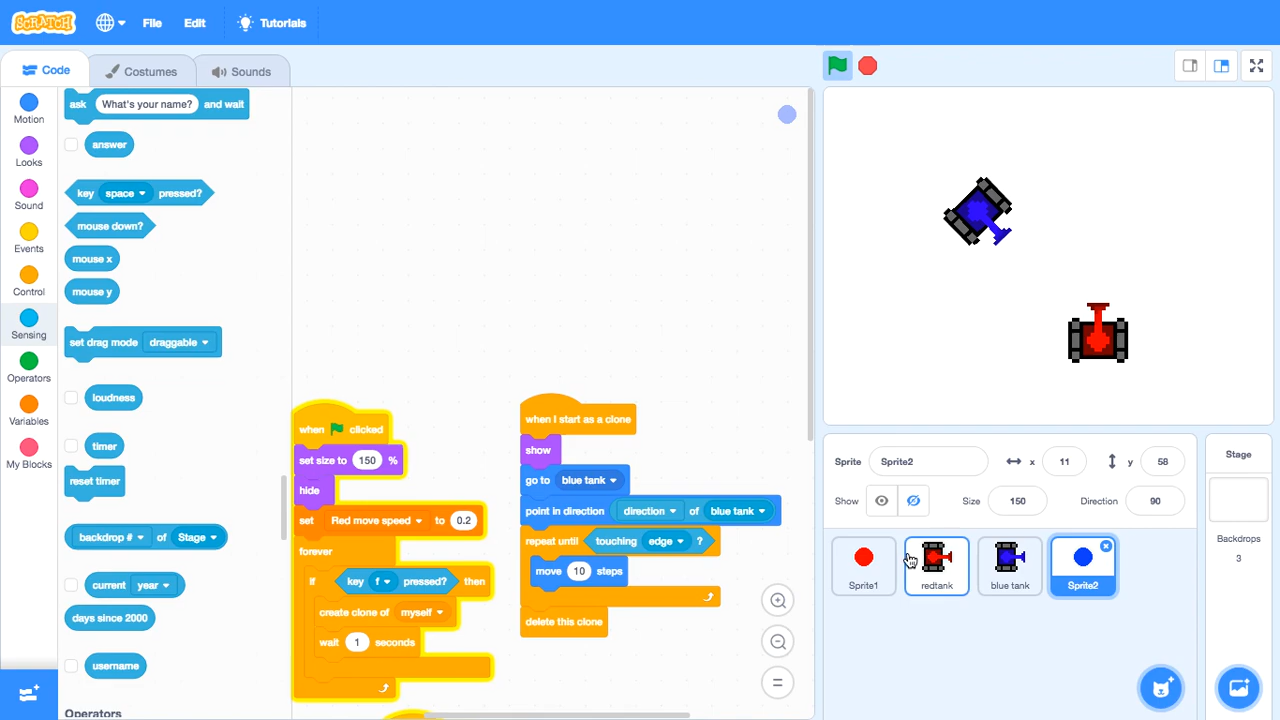 SCRATCH File Edit Tutorials
Code Costumes Sounds
Motion
Looks
Sound
Events
Control
Sensing
Operators
Variables
My Blocks
ask What's your name? and wait
answer
key space pressed?
mouse down?
mouse x
mouse y
set drag mode draggable
loudness
timer
reset timer
backdrop # of Stage
current year
days since 2000
username
Operators
when clicked
set size to 150 %
hide
set Red move speed to 0.2
forever
if key f pressed? then
create clone of myself
wait 1 seconds
when I start as a clone
show
go to blue tank
point in direction direction of blue tank
repeat until touching edge ?
move 10 steps
delete this clone
Sprite Sprite2 x 11 y 58
Show Size 150 Direction 90
Sprite1 redtank blue tank Sprite2
Stage
Backdrops
3